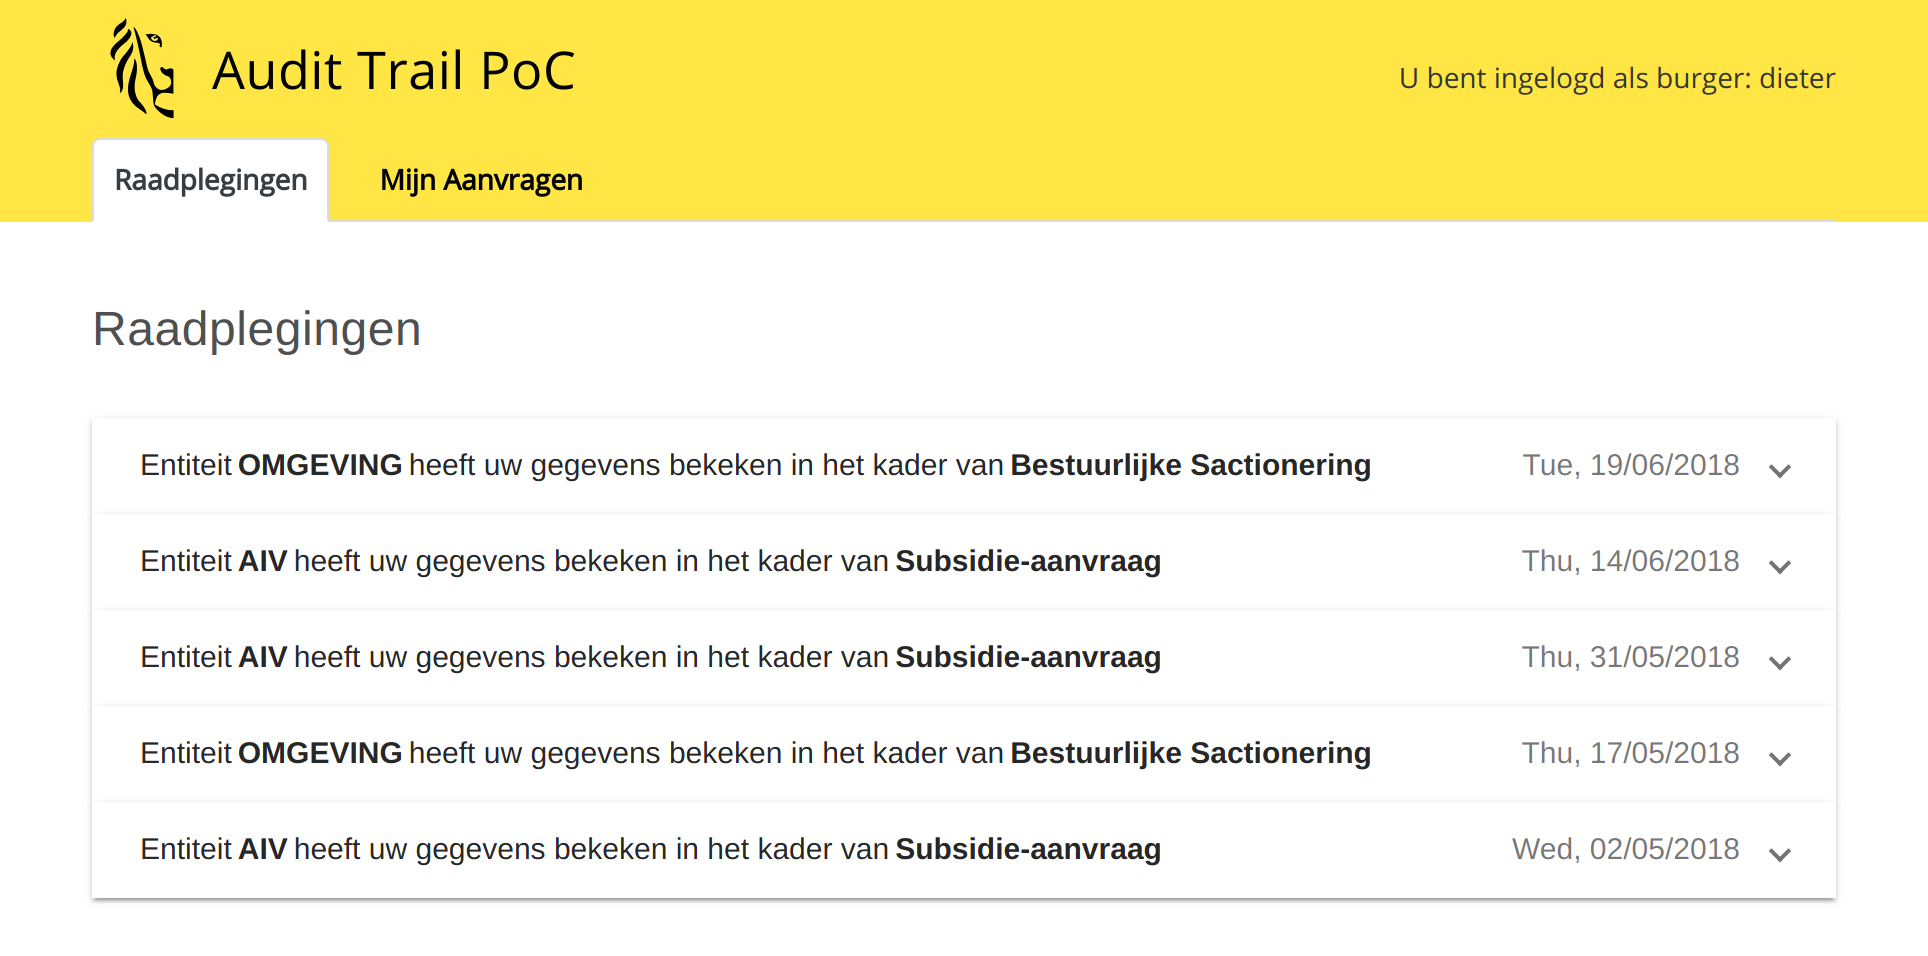 Audit Trail PoC
U bent ingelogd als burger: dieter
Raadplegingen
Mijn Aanvragen
Raadplegingen
Entiteit OMGEVING heeft uw gegevens bekeken in het kader van Bestuurlijke Sactionering Tue, 19/06/2018
Entiteit AIV heeft uw gegevens bekeken in het kader van Subsidie-aanvraag Thu, 14/06/2018
Entiteit AIV heeft uw gegevens bekeken in het kader van Subsidie-aanvraag Thu, 31/05/2018
Entiteit OMGEVING heeft uw gegevens bekeken in het kader van Bestuurlijke Sactionering Thu, 17/05/2018
Entiteit AIV heeft uw gegevens bekeken in het kader van Subsidie-aanvraag Wed, 02/05/2018